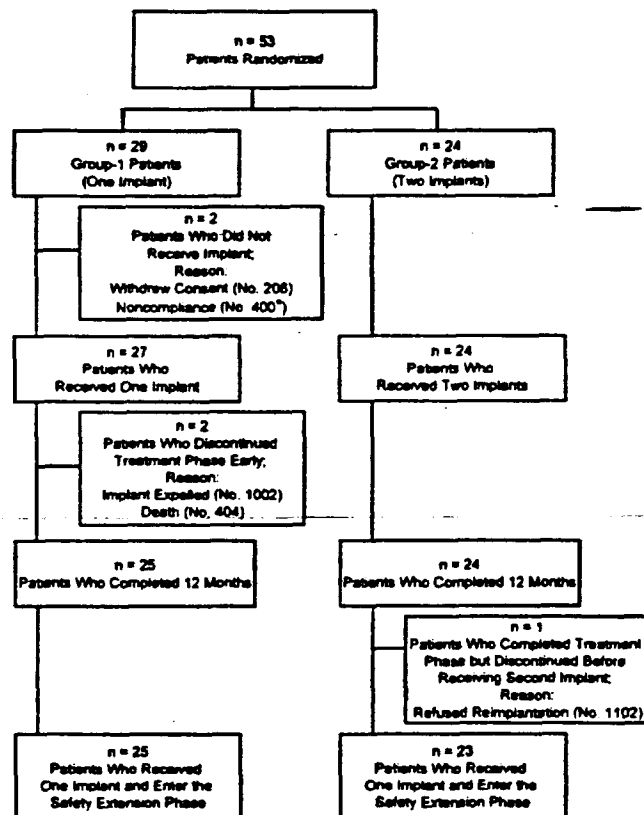 n = 53
Patients Randomized
n = 29
Group-1 Patients
(One Implant)
n = 24
Group-2 Patients
(Two Implants)
n = 2
Patients Who Did Not
Receive Implant;
Reason:
Withdrew Consent (No. 206)
Noncompliance (No. 400*)
n = 27
Patients Who
Received One Implant
n = 24
Patients Who
Received Two Implants
n = 2
Patients Who Discontinued
Treatment Phase Early;
Reason:
Implant Expelled (No. 1002)
Death (No. 404)
n = 25
Patients Who Completed 12 Months
n = 24
Patients Who Completed 12 Months
n = 1
Patients Who Completed Treatment
Phase but Discontinued Before
Receiving Second Implant;
Reason:
Refused Reimplantation (No. 1102)
n = 25
Patients Who Received
One Implant and Enter the
Safety Extension Phase
n = 23
Patients Who Received
One Implant and Enter the
Safety Extension Phase